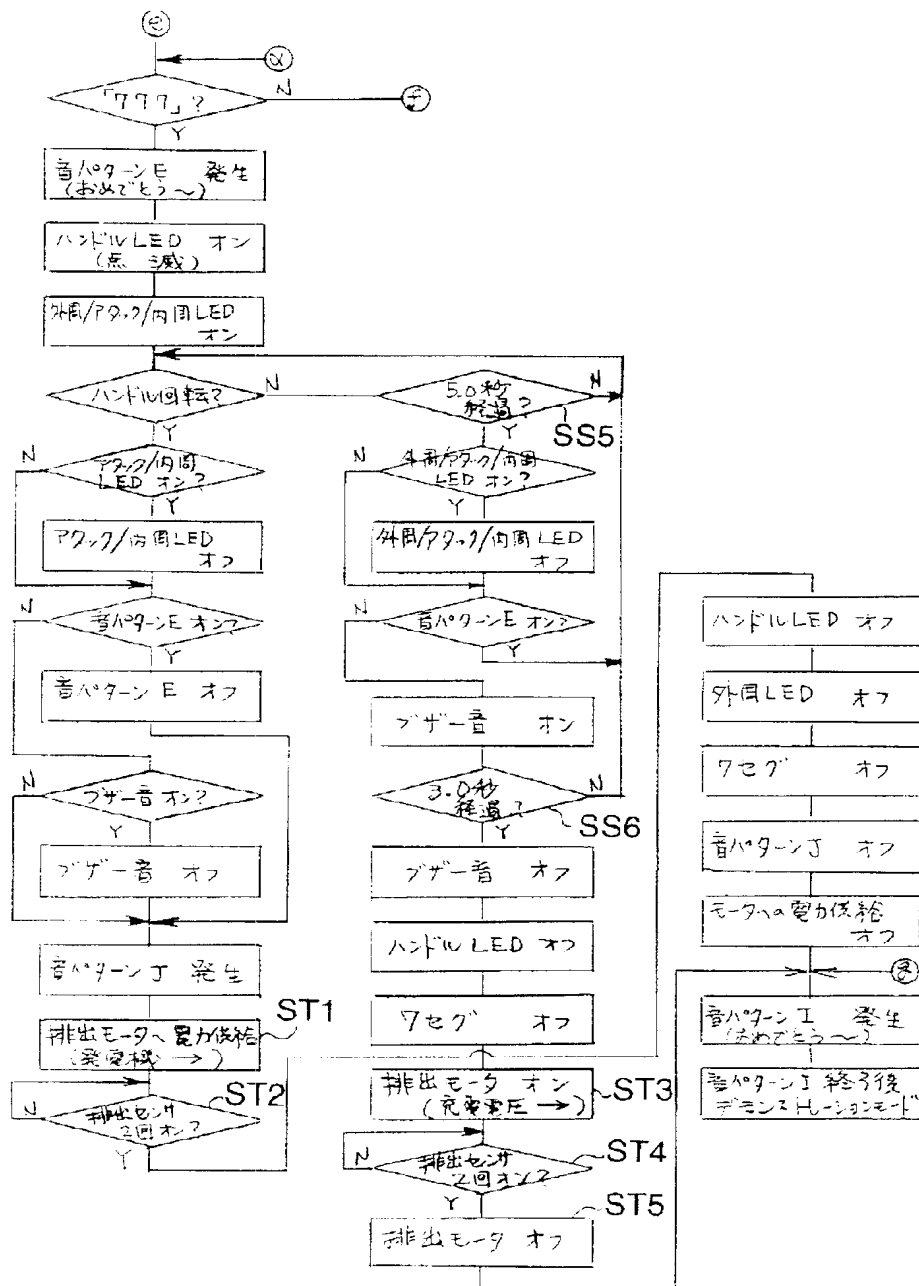 e
α
「777」?
N
f
Y
音パターンE 発生
(おめでとう〜)
ハンドルLED オン
(点滅)
外周/アタック/内周LED
オン
ハンドル回転?
N
Y
アタック/内周
LED オン?
N
Y
アタック/内周LED
オフ
音パターンE オン?
N
Y
音パターンE オフ
ブザー音オン?
N
Y
ブザー音 オフ
音パターンJ 発生
排出モータへ電力供給
(発電機→)
ST1
排出センサ
2回オン?
ST2
N
Y
5.0秒
経過?
N
SS5
Y
外周/アタック/内周
LED オン?
N
Y
外周/アタック/内周LED
オフ
音パターンE オン?
N
Y
ブザー音 オン
3.0秒
経過?
N
SS6
Y
ブザー音 オフ
ハンドルLED オフ
7セグ オフ
排出モータ オン
(充電電圧→)
ST3
排出センサ
2回オン?
ST4
N
Y
ST5
排出モータ オフ
ハンドルLED オフ
外周LED オフ
7セグ オフ
音パターンJ オフ
モータへの電力供給
オフ
音パターンI 発生
(おめでとう〜)
音パターンI 終了後
デモンストレーションモード